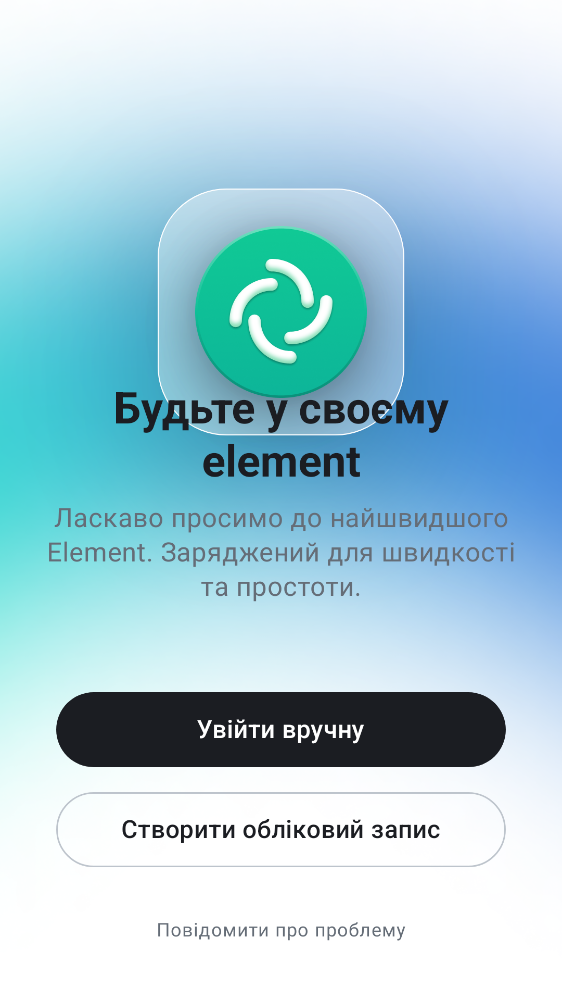 Будьте у своєму
element
Ласкаво просимо до найшвидшого
Element. Заряджений для швидкості
та простоти.
Увійти вручну
Створити обліковий запис
Повідомити про проблему